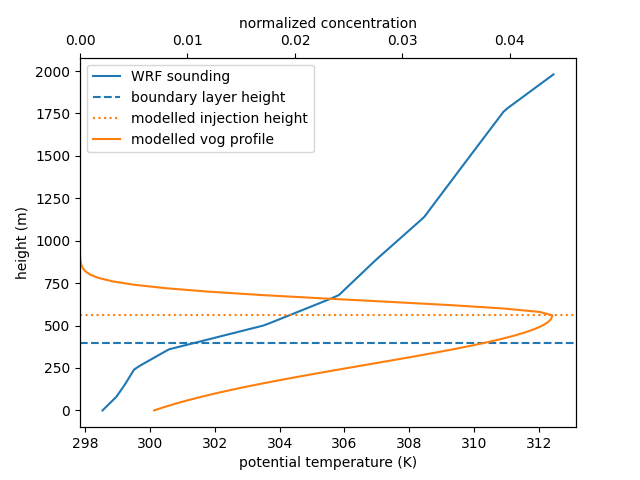 normalized concentration
0.00 0.01 0.02 0.03 0.04
WRF sounding
boundary layer height
modelled injection height
modelled vog profile
height (m)
2000
1750
1500
1250
1000
750
500
250
0
298 300 302 304 306 308 310 312
potential temperature (K)